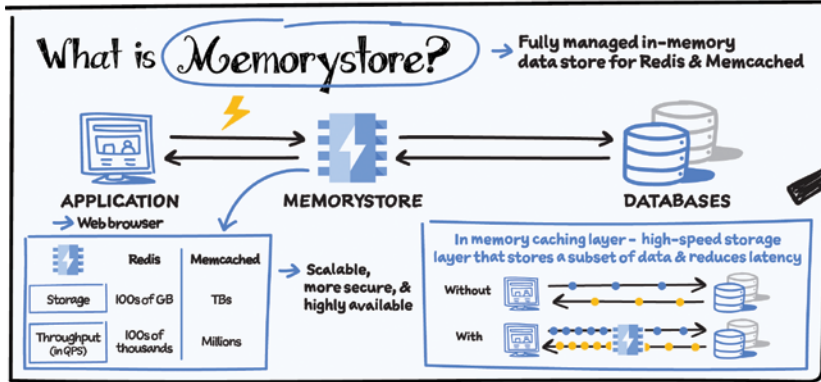 What is Memorystore?
→ Fully managed in-memory
data store for Redis & Memcached
APPLICATION
→ Web browser
MEMORYSTORE
DATABASES
Redis Memcached
Storage 100s of GB TBs
Throughput (in QPS) 100s of thousands Millions
→ Scalable,
more secure, &
highly available
In memory caching layer - high-speed storage
layer that stores a subset of data & reduces latency
Without
With